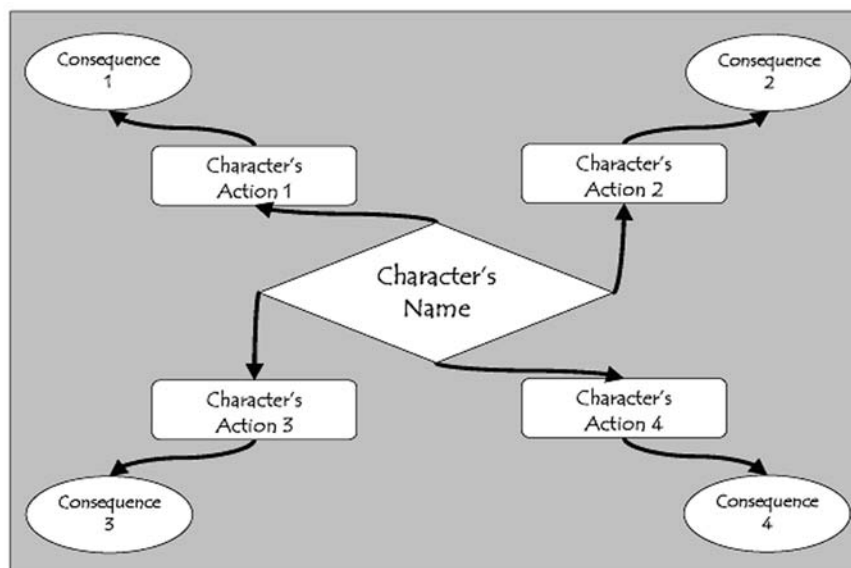 Consequence
1
Consequence
2
Character's
Action 1
Character's
Action 2
Character's
Name
Character's
Action 3
Character's
Action 4
Consequence
3
Consequence
4